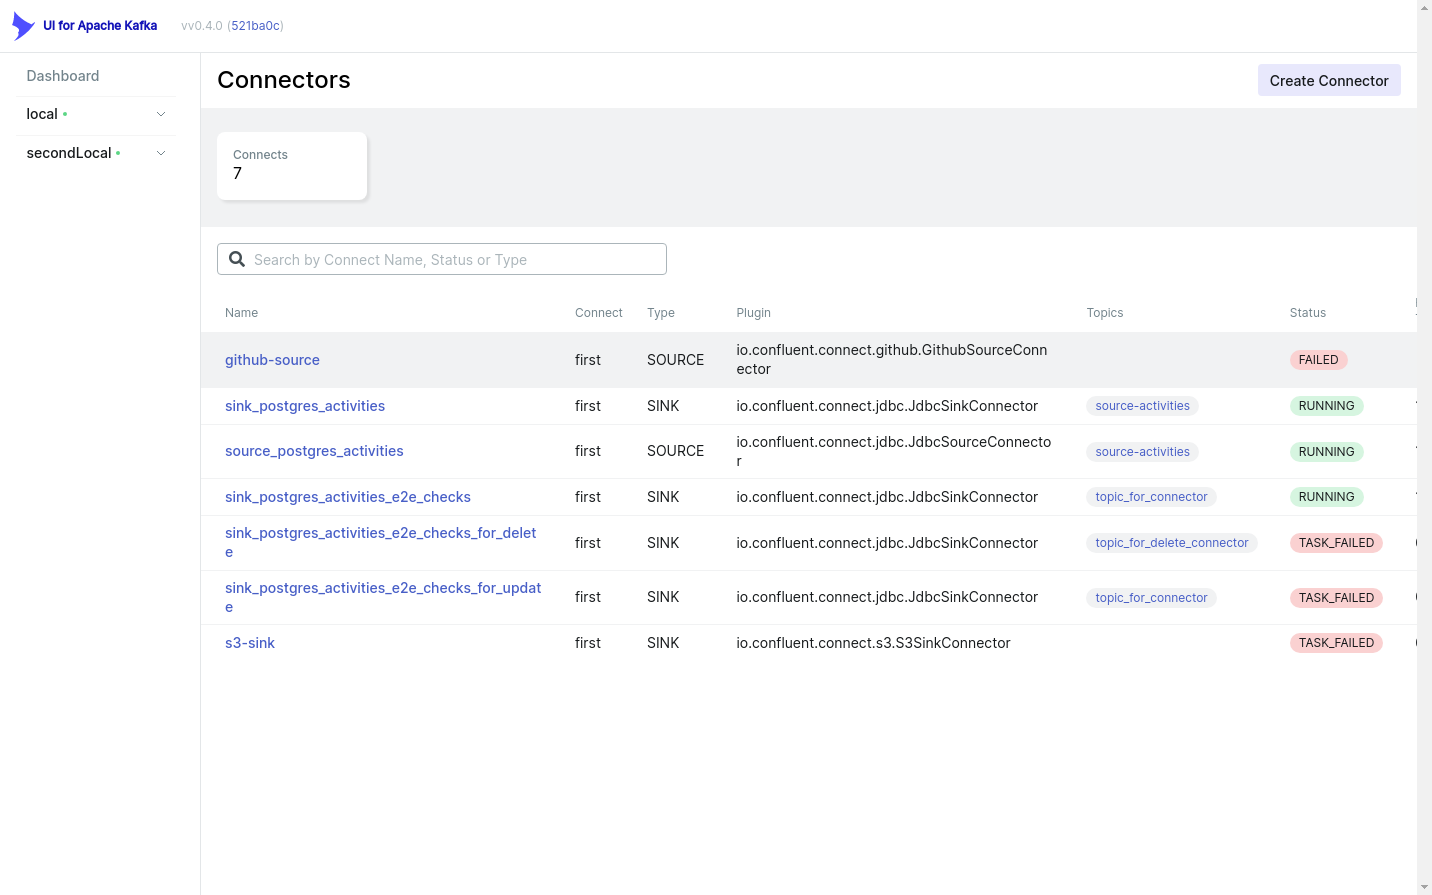 UI for Apache Kafka
vv0.4.0 (521ba0c)
Dashboard
local
secondLocal
Connectors
Create Connector
Connects
7
Search by Connect Name, Status or Type
Name Connect Type Plugin Topics Status
github-source first SOURCE io.confluent.connect.github.GithubSourceConn
ector FAILED
sink_postgres_activities first SINK io.confluent.connect.jdbc.JdbcSinkConnector source-activities RUNNING
source_postgres_activities first SOURCE io.confluent.connect.jdbc.JdbcSourceConnecto
r source-activities RUNNING
sink_postgres_activities_e2e_checks first SINK io.confluent.connect.jdbc.JdbcSinkConnector topic_for_connector RUNNING
sink_postgres_activities_e2e_checks_for_delet
e first SINK io.confluent.connect.jdbc.JdbcSinkConnector topic_for_delete_connector TASK_FAILED
sink_postgres_activities_e2e_checks_for_updat
e first SINK io.confluent.connect.jdbc.JdbcSinkConnector topic_for_connector TASK_FAILED
s3-sink first SINK io.confluent.connect.s3.S3SinkConnector TASK_FAILED